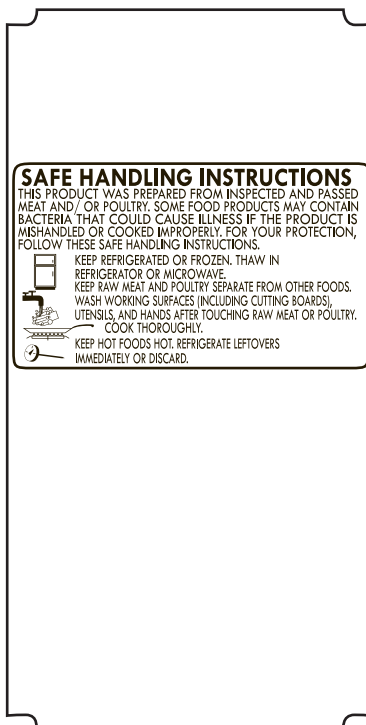 SAFE HANDLING INSTRUCTIONS
THIS PRODUCT WAS PREPARED FROM INSPECTED AND PASSED
MEAT AND/ OR POULTRY. SOME FOOD PRODUCTS MAY CONTAIN
BACTERIA THAT COULD CAUSE ILLNESS IF THE PRODUCT IS
MISHANDLED OR COOKED IMPROPERLY. FOR YOUR PROTECTION,
FOLLOW THESE SAFE HANDLING INSTRUCTIONS.
KEEP REFRIGERATED OR FROZEN. THAW IN
REFRIGERATOR OR MICROWAVE.
KEEP RAW MEAT AND POULTRY SEPARATE FROM OTHER FOODS.
WASH WORKING SURFACES (INCLUDING CUTTING BOARDS),
UTENSILS, AND HANDS AFTER TOUCHING RAW MEAT OR POULTRY.
COOK THOROUGHLY.
KEEP HOT FOODS HOT. REFRIGERATE LEFTOVERS
IMMEDIATELY OR DISCARD.